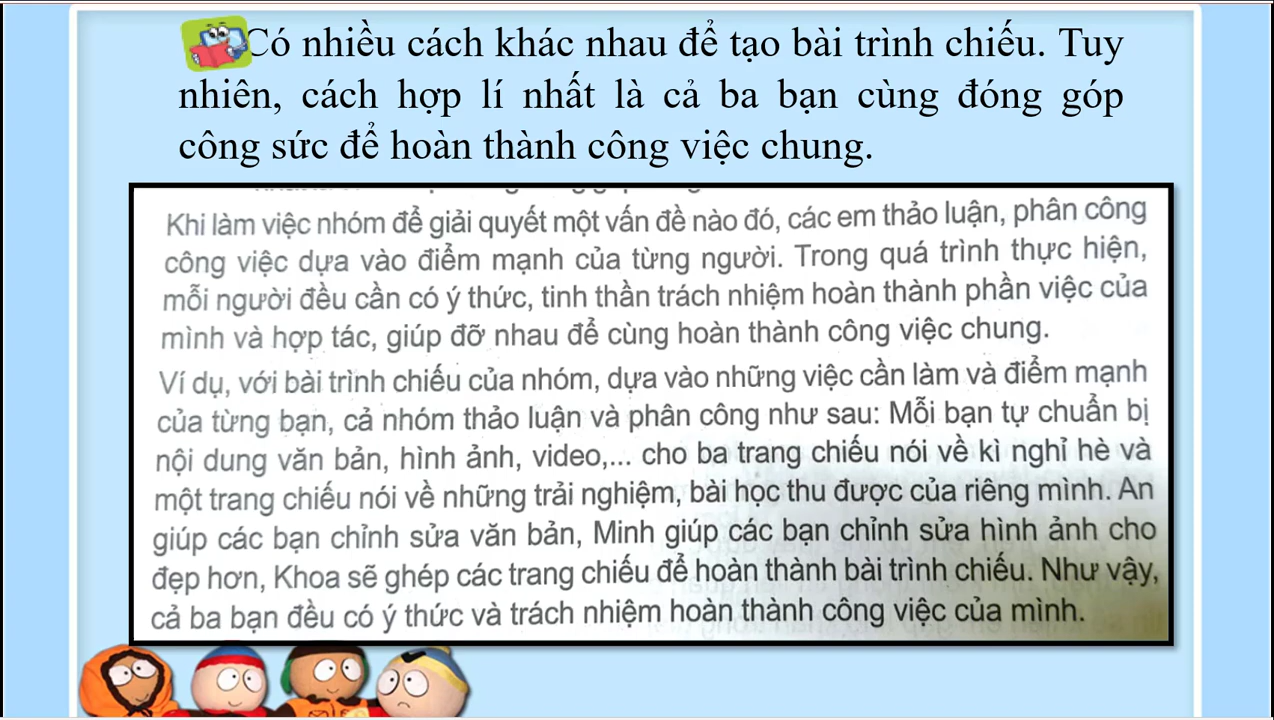 Có nhiều cách khác nhau để tạo bài trình chiếu. Tuy
nhiên, cách hợp lí nhất là cả ba bạn cùng đóng góp
công sức để hoàn thành công việc chung.
Khi làm việc nhóm để giải quyết một vấn đề nào đó, các em thảo luận, phân công
công việc dựa vào điểm mạnh của từng người. Trong quá trình thực hiện,
mỗi người đều cần có ý thức, tinh thần trách nhiệm hoàn thành phần việc của
mình và hợp tác, giúp đỡ nhau để cùng hoàn thành công việc chung.
Ví dụ, với bài trình chiếu của nhóm, dựa vào những việc cần làm và điểm mạnh
của từng bạn, cả nhóm thảo luận và phân công như sau: Mỗi bạn tự chuẩn bị
nội dung văn bản, hình ảnh, video,... cho ba trang chiếu nói về kì nghỉ hè và
một trang chiếu nói về những trải nghiệm, bài học thu được của riêng mình. An
giúp các bạn chỉnh sửa văn bản, Minh giúp các bạn chỉnh sửa hình ảnh cho
đẹp hơn, Khoa sẽ ghép các trang chiếu để hoàn thành bài trình chiếu. Như vậy,
cả ba bạn đều có ý thức và trách nhiệm hoàn thành công việc của mình.